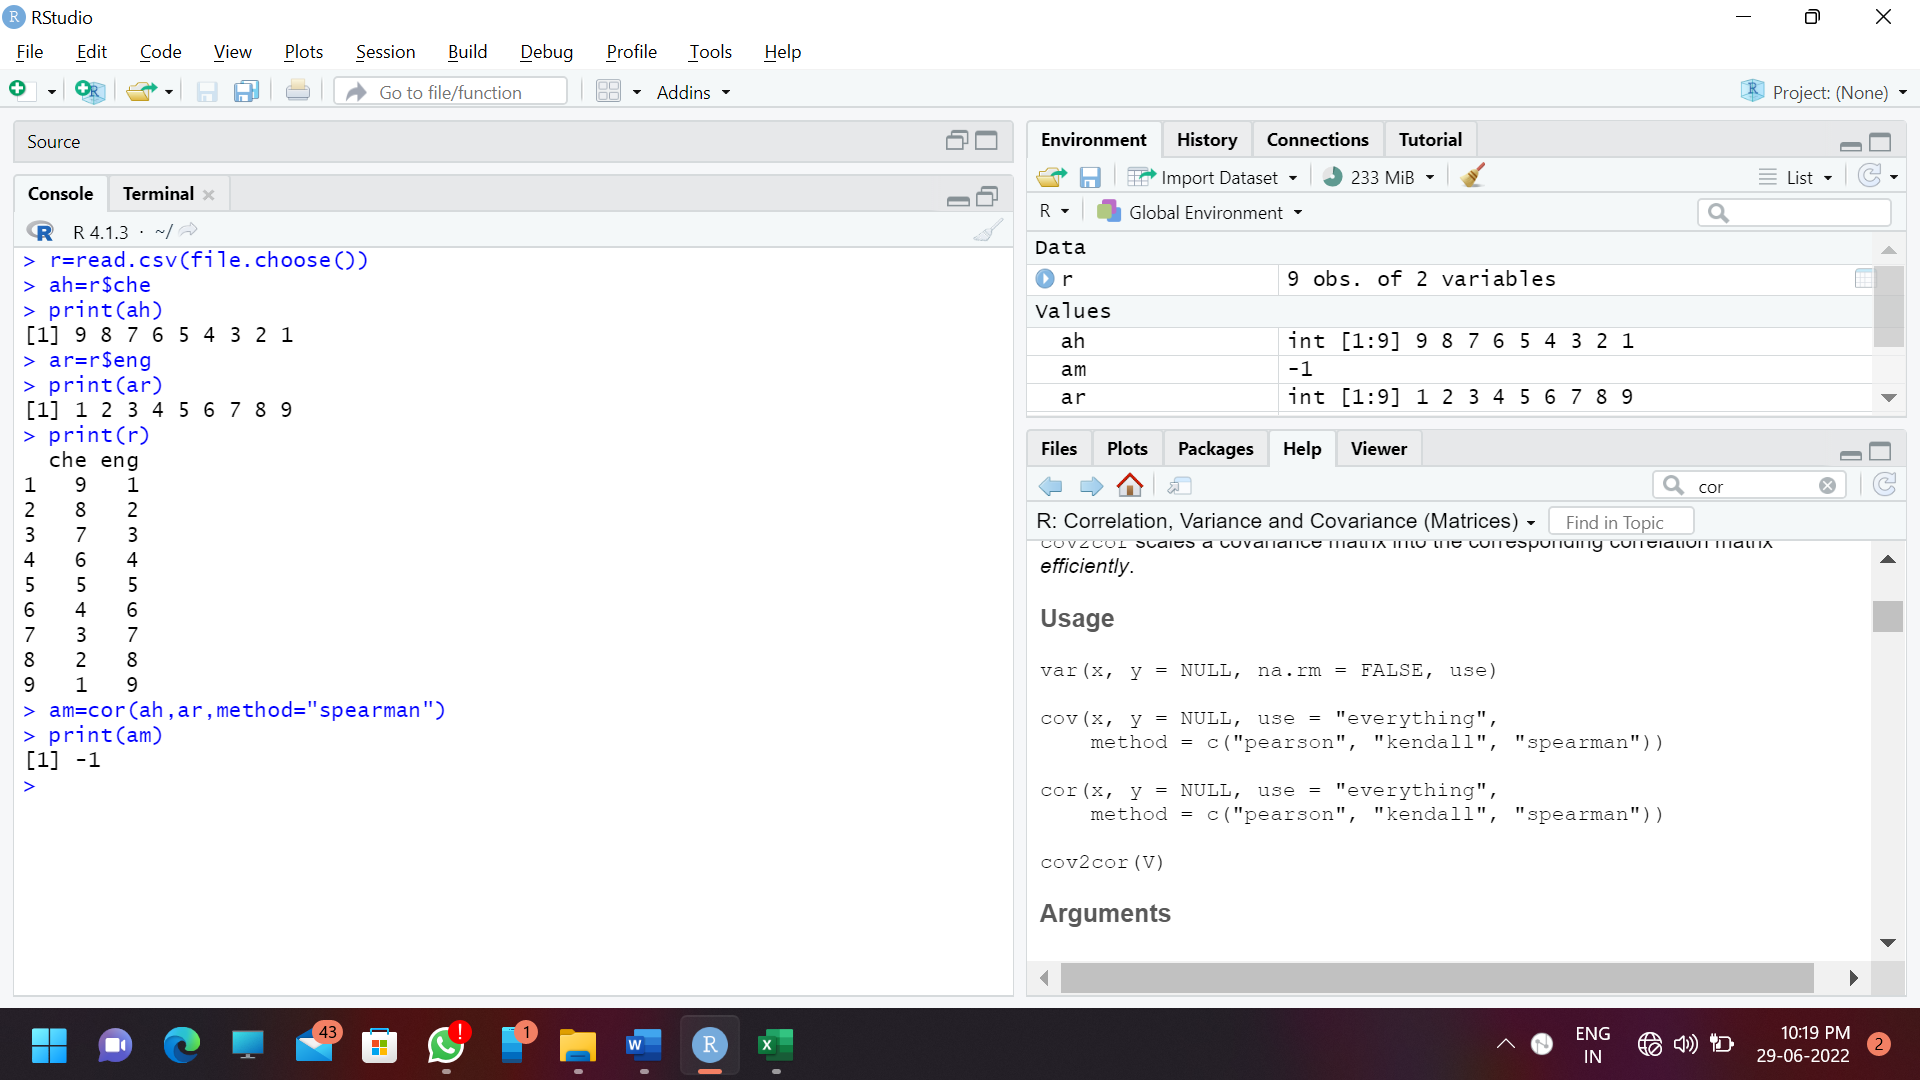 RStudio
File Edit Code View Plots Session Build Debug Profile Tools Help
Go to file/function Addins Project: (None)
Source
Console Terminal
R 4.1.3 · ~/
> r=read.csv(file.choose())
> ah=r$che
> print(ah)
[1] 9 8 7 6 5 4 3 2 1
> ar=r$eng
> print(ar)
[1] 1 2 3 4 5 6 7 8 9
> print(r)
che eng
1 9 1
2 8 2
3 7 3
4 6 4
5 5 5
6 4 6
7 3 7
8 2 8
9 1 9
> am=cor(ah,ar,method="spearman")
> print(am)
[1] -1
>
Environment History Connections Tutorial
Import Dataset 233 MiB List
R Global Environment
Data
r 9 obs. of 2 variables
Values
ah int [1:9] 9 8 7 6 5 4 3 2 1
am -1
ar int [1:9] 1 2 3 4 5 6 7 8 9
Files Plots Packages Help Viewer
cor
R: Correlation, Variance and Covariance (Matrices) Find in Topic
cov2cor scales a covariance matrix into the corresponding correlation matrix
efficiently.
Usage
var(x, y = NULL, na.rm = FALSE, use)
cov(x, y = NULL, use = "everything",
method = c("pearson", "kendall", "spearman"))
cor(x, y = NULL, use = "everything",
method = c("pearson", "kendall", "spearman"))
cov2cor(V)
Arguments
43 1 ENG 10:19 PM
IN 29-06-2022 2